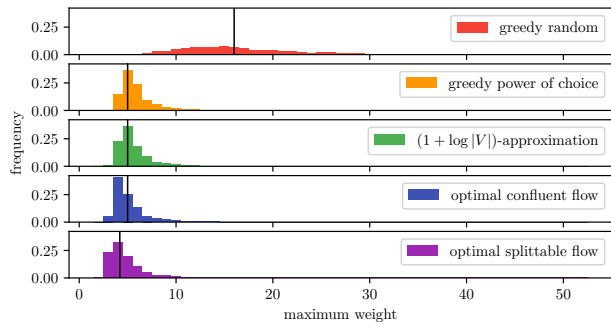 0.25
0.00
greedy random
0.25
0.00
greedy power of choice
0.25
0.00
(1 + log |V|)-approximation
0.25
0.00
optimal confluent flow
0.25
0.00
optimal splittable flow
frequency
0 10 20 30 40 50
maximum weight